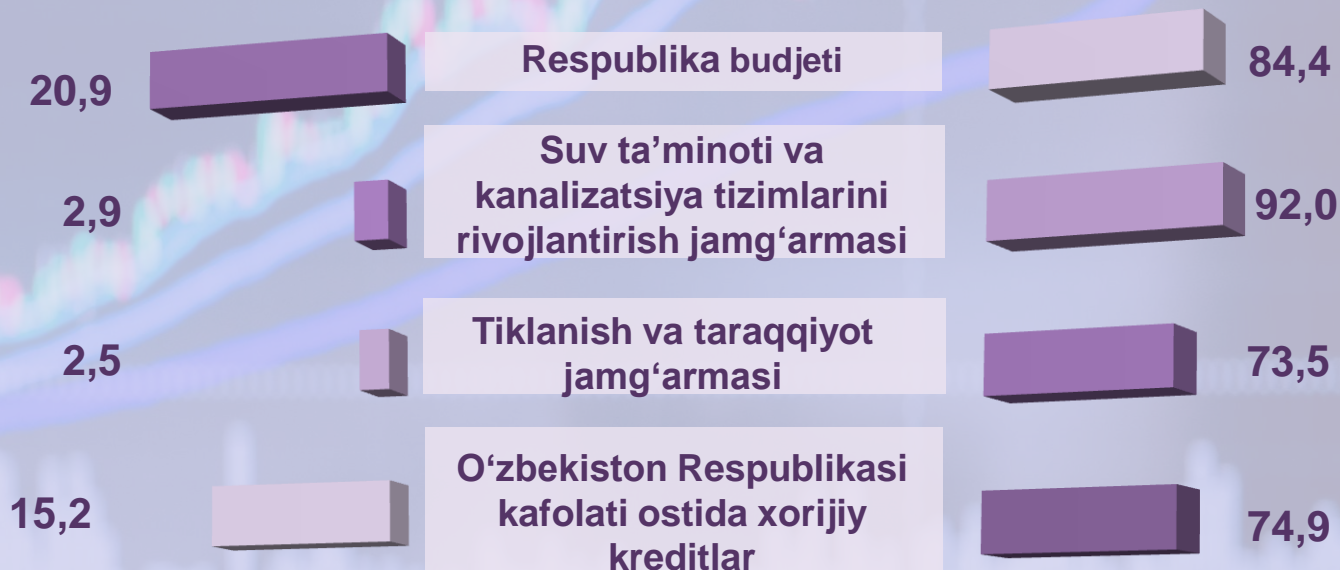 20,9
Respublika budjeti
84,4
2,9
Suv ta’minoti va
kanalizatsiya tizimlarini
rivojlantirish jamg‘armasi
92,0
2,5
Tiklanish va taraqqiyot
jamg‘armasi
73,5
15,2
O‘zbekiston Respublikasi
kafolati ostida xorijiy
kreditlar
74,9